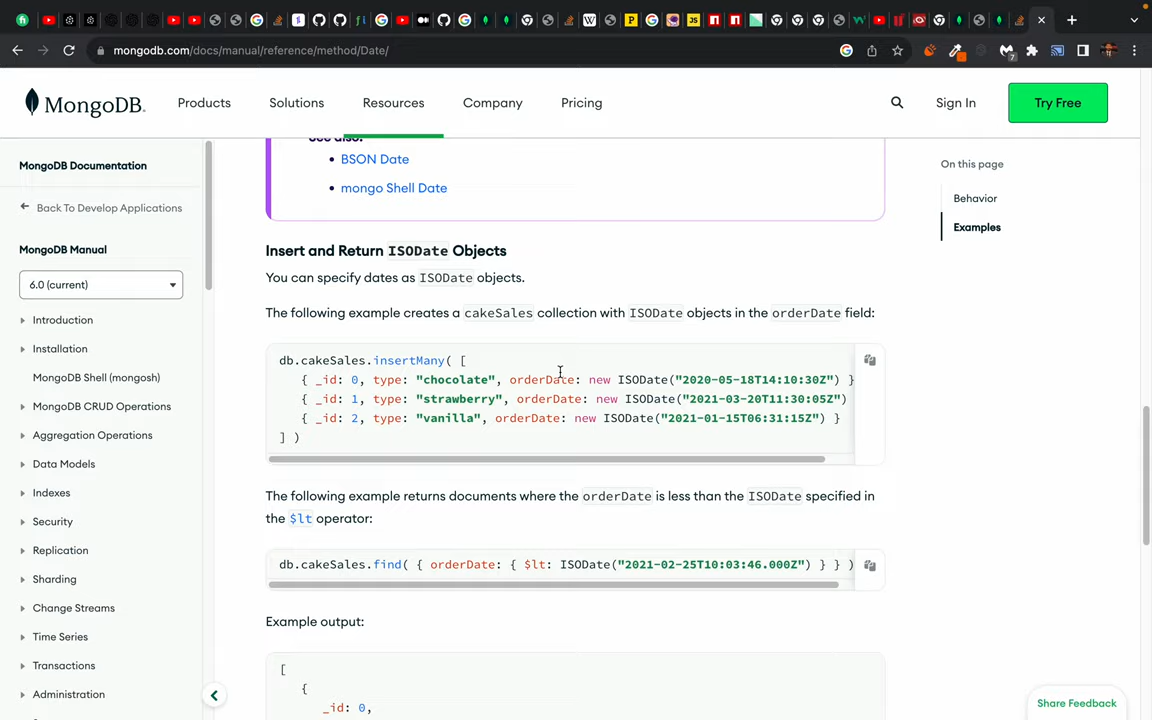 mongodb.com/docs/manual/reference/method/Date/
7
MongoDB.
Products
Solutions
Resources
Company
Pricing
Sign In
Try Free
MongoDB Documentation
Back To Develop Applications
MongoDB Manual
6.0 (current)
Introduction
Installation
MongoDB Shell (mongosh)
MongoDB CRUD Operations
Aggregation Operations
Data Models
Indexes
Security
Replication
Sharding
Change Streams
Time Series
Transactions
Administration
See also:
• BSON Date
• mongo Shell Date
Insert and Return ISODate Objects
You can specify dates as ISODate objects.
The following example creates a cakeSales collection with ISODate objects in the orderDate field:
db.cakeSales.insertMany( [
{ _id: 0, type: "chocolate", orderDate: new ISODate("2020-05-18T14:10:30Z") }
{ _id: 1, type: "strawberry", orderDate: new ISODate("2021-03-20T11:30:05Z")
{ _id: 2, type: "vanilla", orderDate: new ISODate("2021-01-15T06:31:15Z") }
] )
The following example returns documents where the orderDate is less than the ISODate specified in
the $lt operator:
db.cakeSales.find( { orderDate: { $lt: ISODate("2021-02-25T10:03:46.000Z") } } )
Example output:
[
{
_id: 0,
On this page
Behavior
Examples
Share Feedback